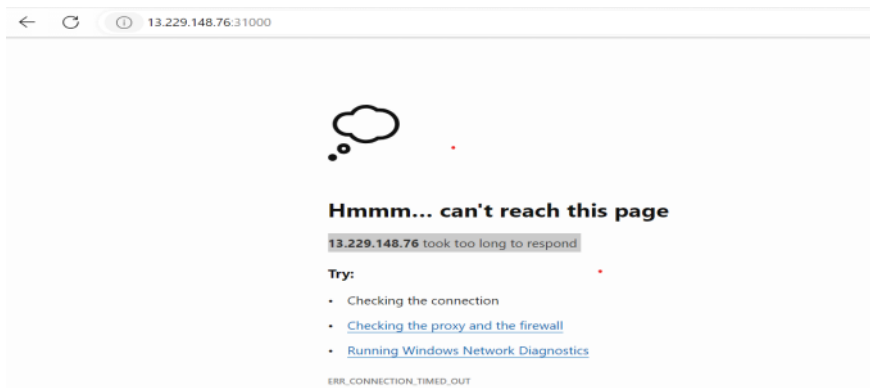 13.229.148.76:31000
Hmmm... can't reach this page
13.229.148.76 took too long to respond
Try:
• Checking the connection
• Checking the proxy and the firewall
• Running Windows Network Diagnostics
ERR_CONNECTION_TIMED_OUT